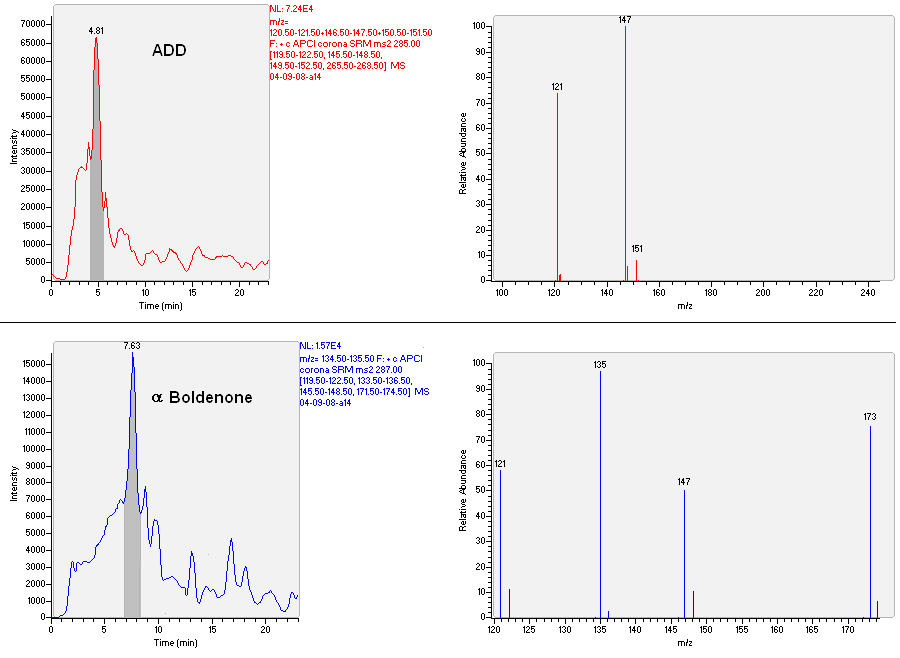 NL: 7.24E4
m/z=
120.50-121.50+146.50-147.50+150.50-151.50
F: + c APCI corona SRM ms2 285.00
[119.50-122.50, 145.50-148.50,
149.50-152.50, 265.50-268.50] MS
04-09-08-a14
4.81
ADD
70000
65000
60000
55000
50000
45000
40000
35000
30000
25000
20000
15000
10000
5000
0
Intensity
0 5 10 15 20
Time (min)
147
121
151
100
90
80
70
60
50
40
30
20
10
0
Relative Abundance
100 120 140 160 180 200 220 240
m/z
NL: 1.57E4
m/z= 134.50-135.50 F: + c APCI
corona SRM ms2 287.00
[119.50-122.50, 133.50-136.50,
145.50-148.50, 171.50-174.50] MS
04-09-08-a14
7.63
α Boldenone
15000
14000
13000
12000
11000
10000
9000
8000
7000
6000
5000
4000
3000
2000
1000
0
Intensity
0 5 10 15 20
Time (min)
135
173
121
147
100
90
80
70
60
50
40
30
20
10
0
Relative Abundance
120 125 130 135 140 145 150 155 160 165 170
m/z